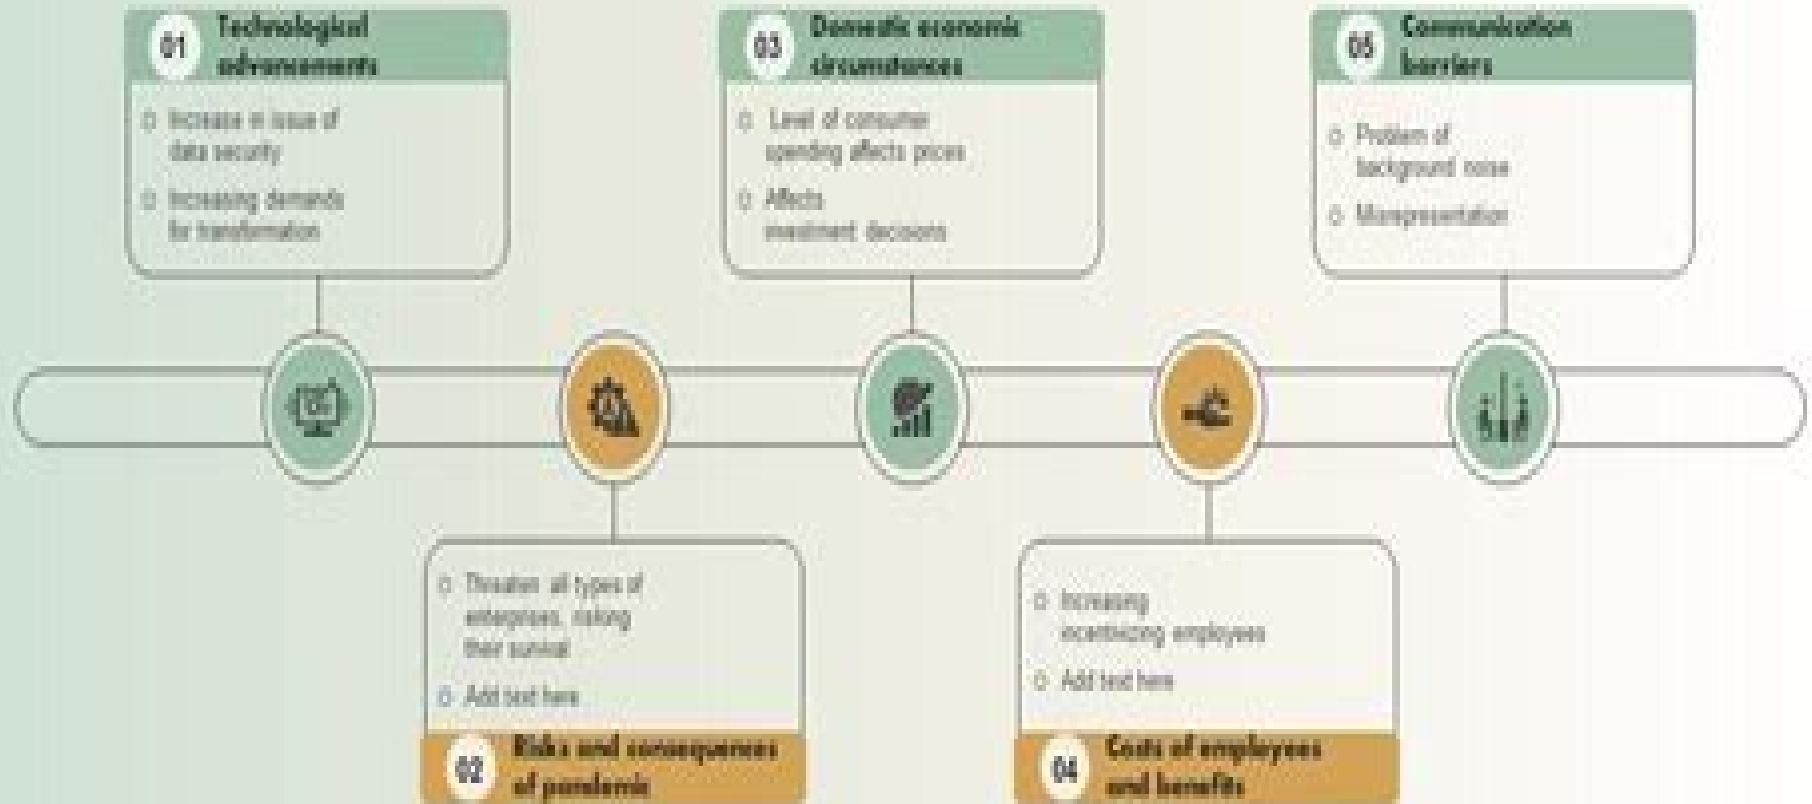 01
Technological
advancements
Increase in issue of
data security
Increasing demands
for transformation
03
Domestic economic
circumstances
Level of consumer
spending affects prices
Affects
investment decisions
05
Communication
barriers
Problem of
background noise
Misrepresentation
Threaten all types of
enterprises, risking
their survival
Add text here
02
Risks and consequences
of pandemic
Increasing
incentivizing employees
Add text here
04
Costs of employees
and benefits